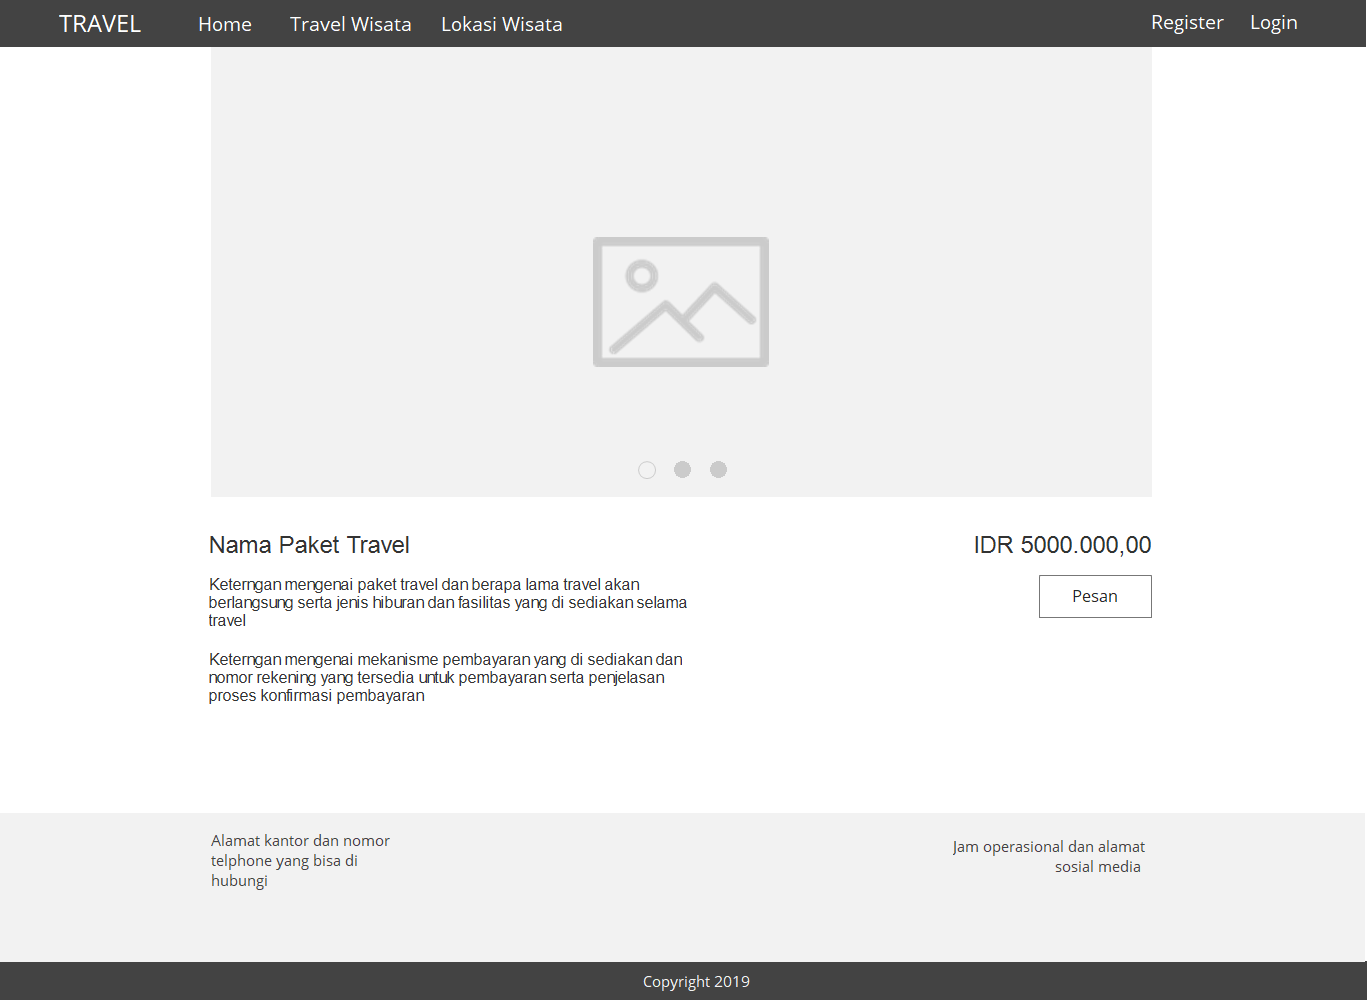 TRAVEL Home Travel Wisata Lokasi Wisata Register Login
Nama Paket Travel
IDR 5000.000,00
Keterngan mengenai paket travel dan berapa lama travel akan
berlangsung serta jenis hiburan dan fasilitas yang di sediakan selama
travel
Pesan
Keterngan mengenai mekanisme pembayaran yang di sediakan dan
nomor rekening yang tersedia untuk pembayaran serta penjelasan
proses konfirmasi pembayaran
Alamat kantor dan nomor
telphone yang bisa di
hubungi
Jam operasional dan alamat
sosial media
Copyright 2019